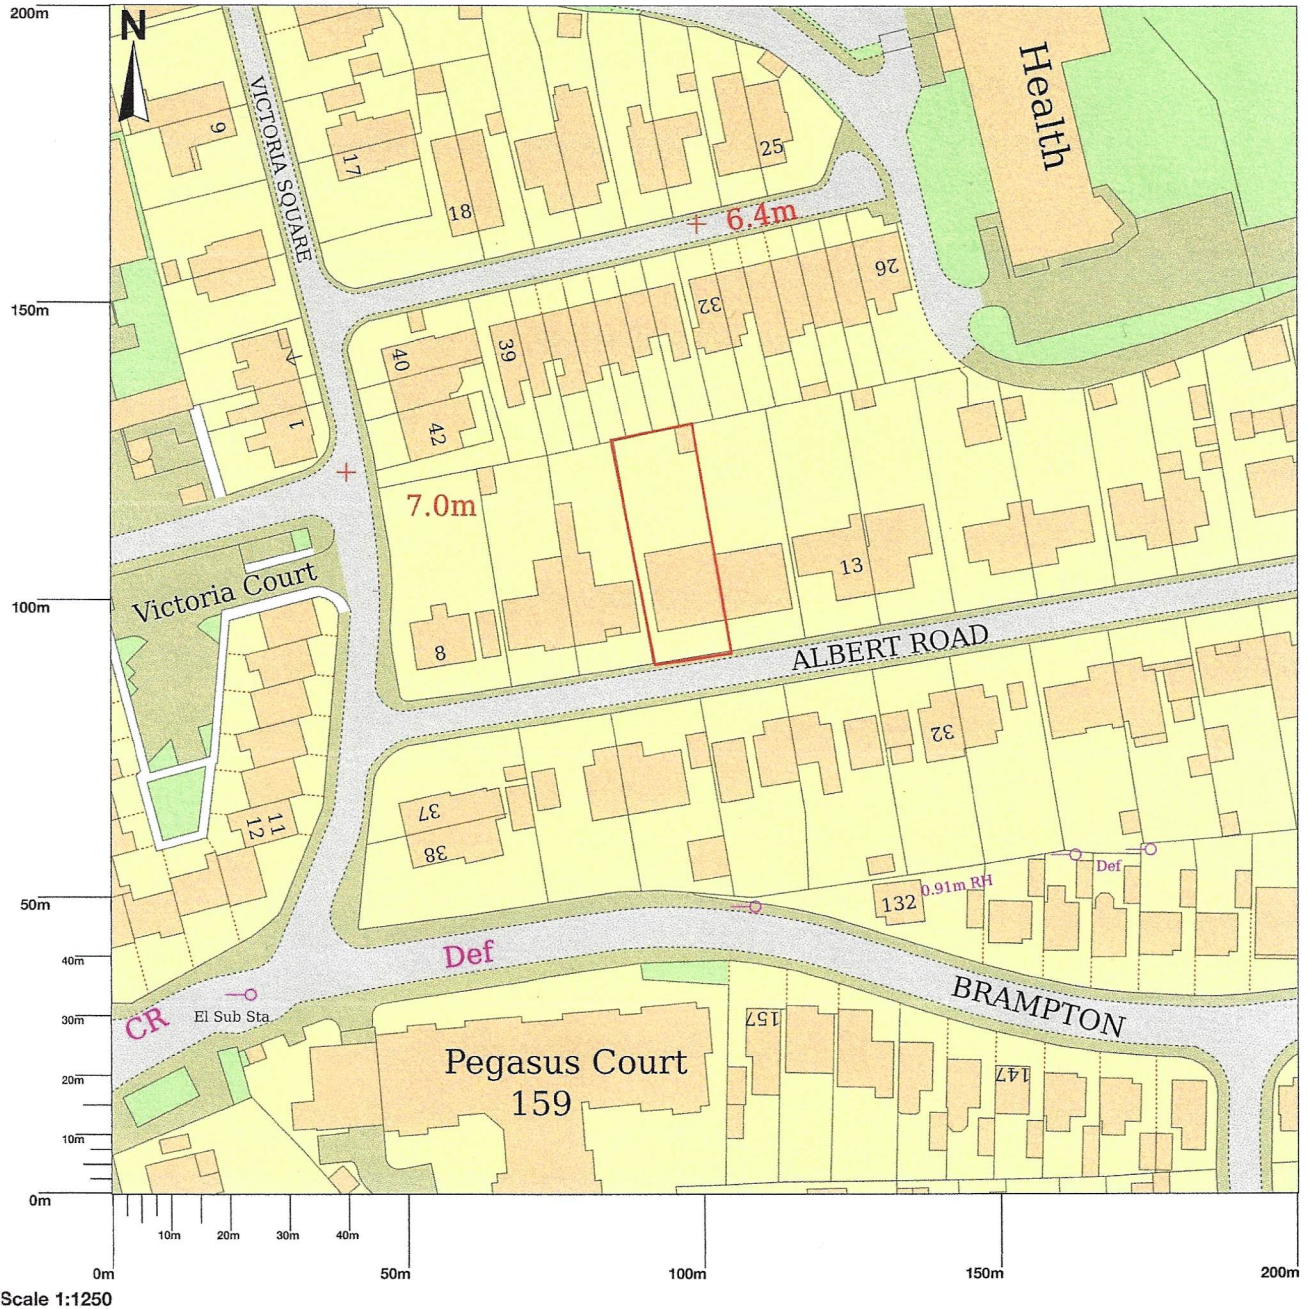 200m
N
Health
VICTORIA SQUARE
9
17
18
25
6.4m
26
32
150m
39
40
V
42
1
7.0m
13
Victoria Court
100m
8
ALBERT ROAD
32
37
38
11
12
Def
132
0.91m RH
50m
Def
40m
BRAMPTON
CR
El Sub Sta
30m
157
Pegasus Court
159
147
20m
10m
0m
10m
20m
30m
40m
0m
50m
100m
150m
200m
Scale 1:1250